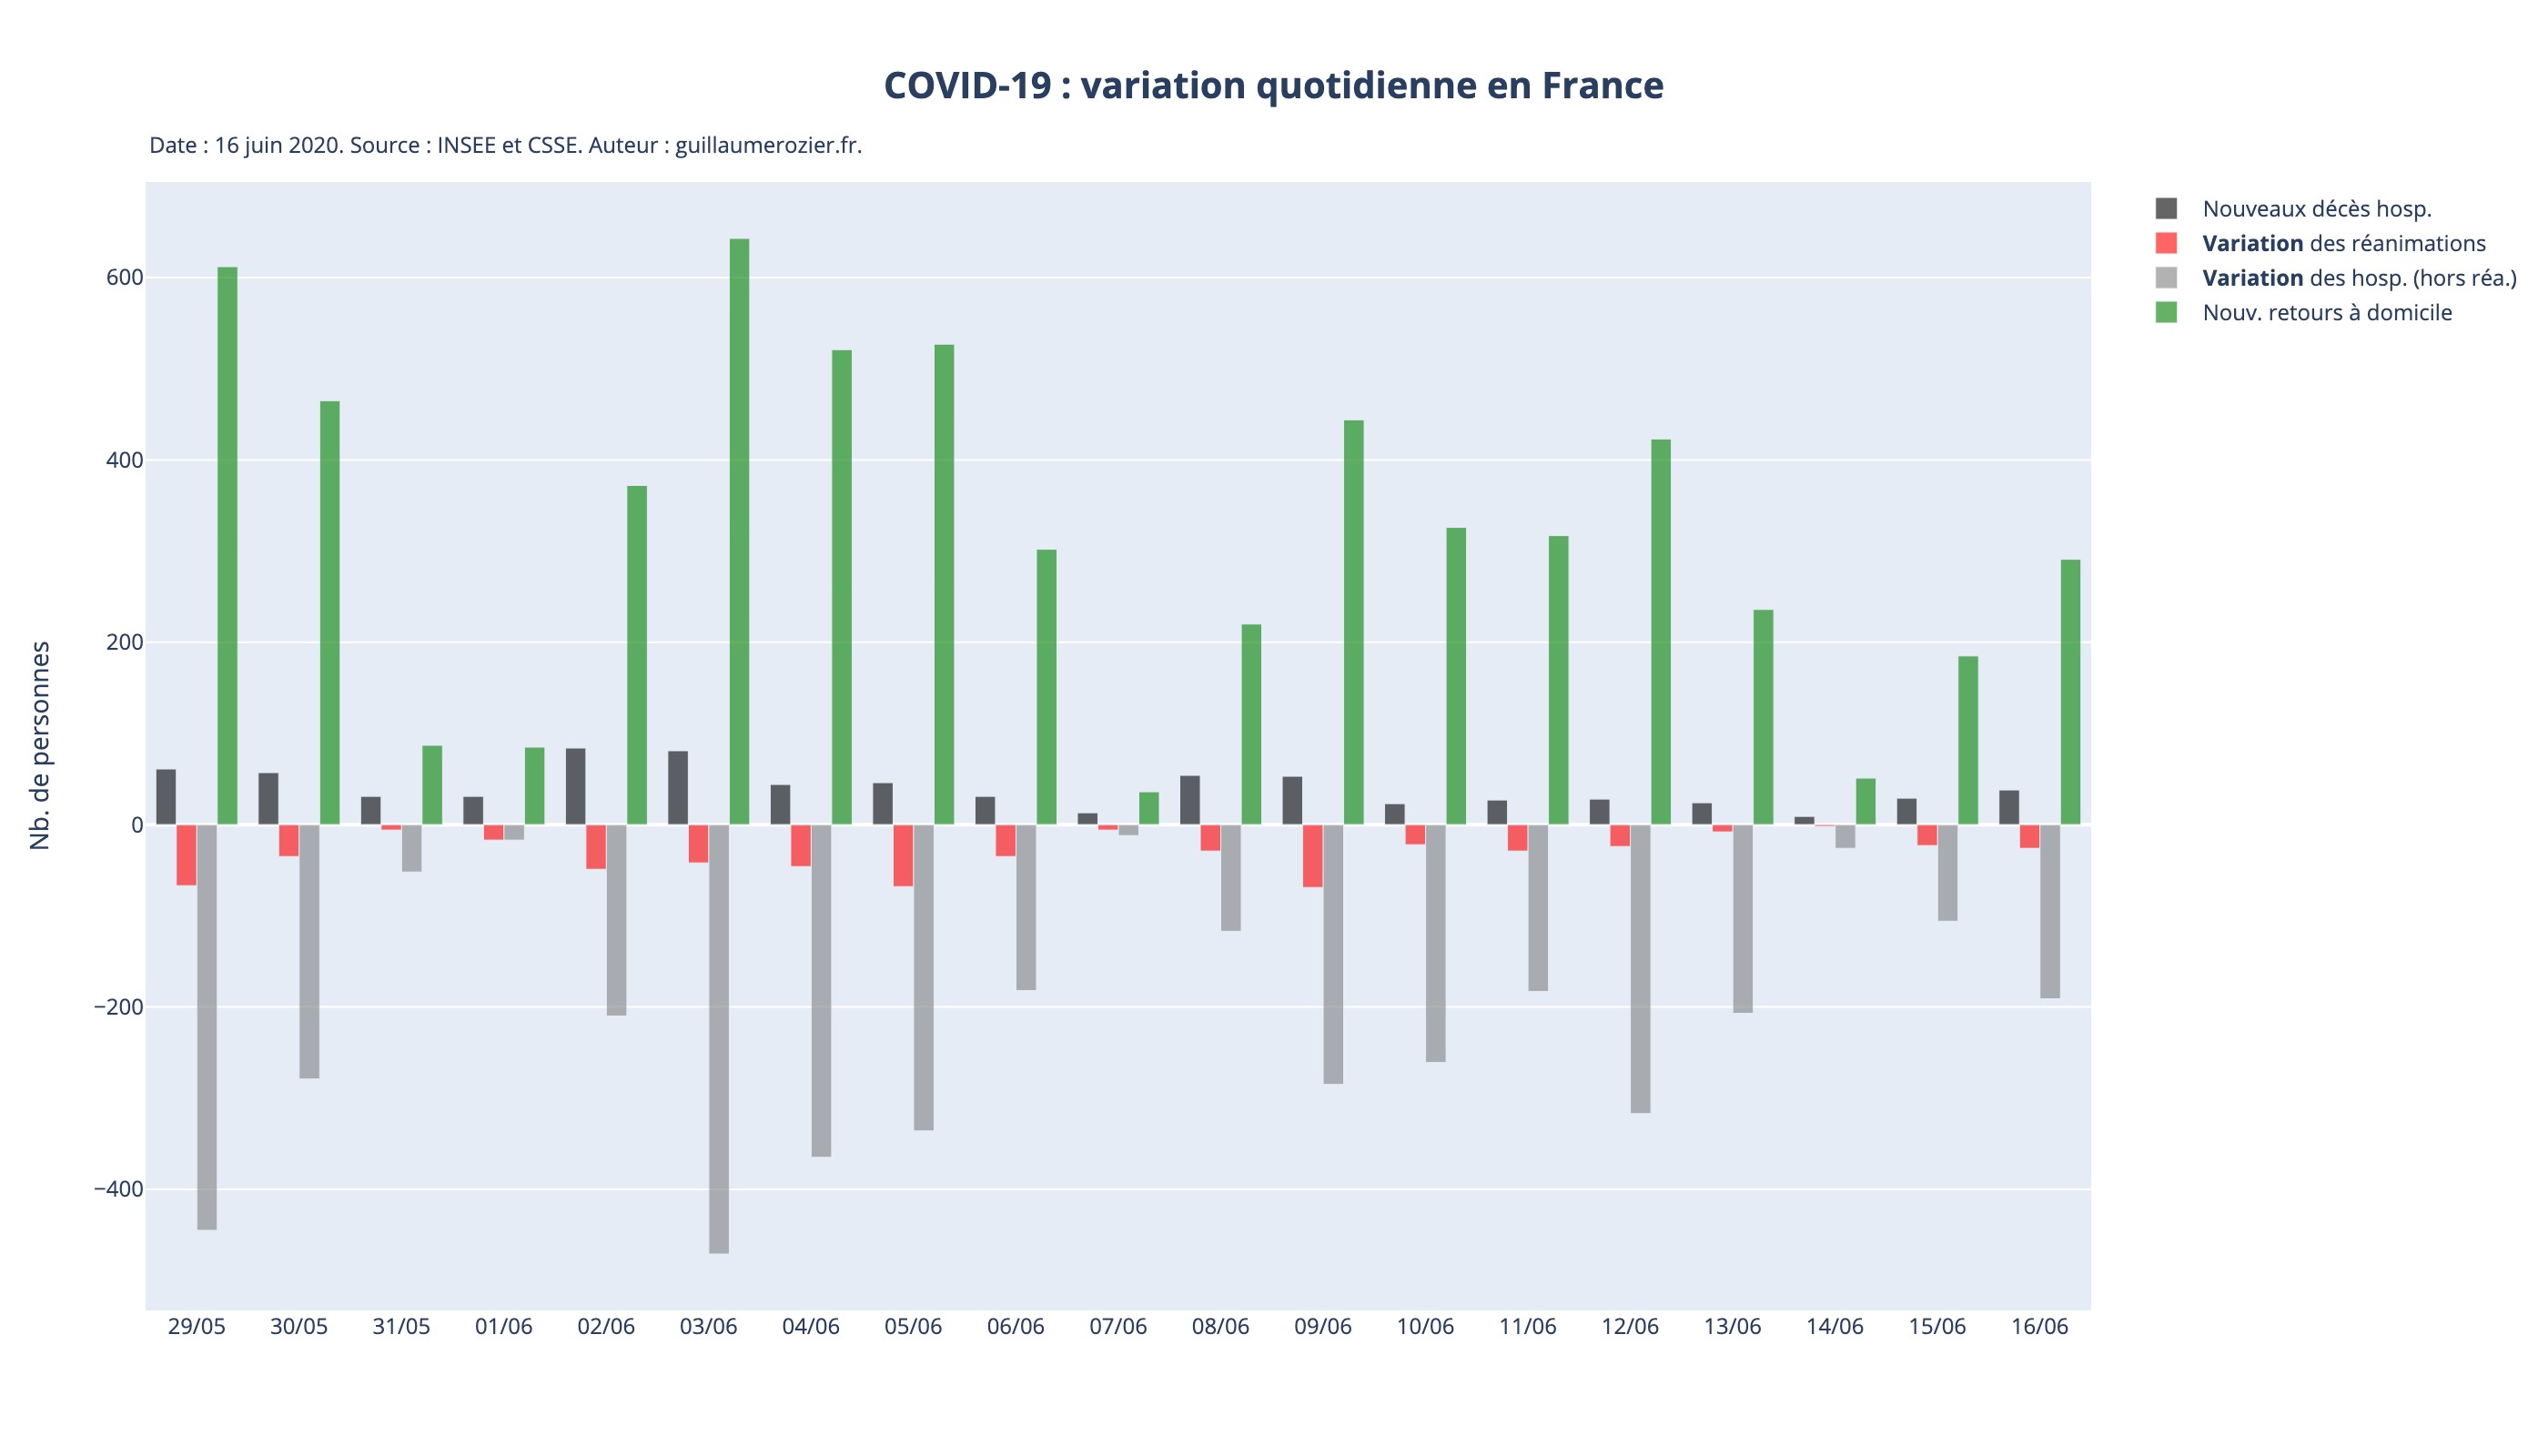 COVID-19 : variation quotidienne en France
Date : 16 juin 2020. Source : INSEE et CSSE. Auteur : guillaumerozier.fr.
Nouveaux décès hosp.
Variation des réanimations
Variation des hosp. (hors réa.)
Nouv. retours à domicile
Nb. de personnes
600
400
200
0
−200
−400
29/05 30/05 31/05 01/06 02/06 03/06 04/06 05/06 06/06 07/06 08/06 09/06 10/06 11/06 12/06 13/06 14/06 15/06 16/06